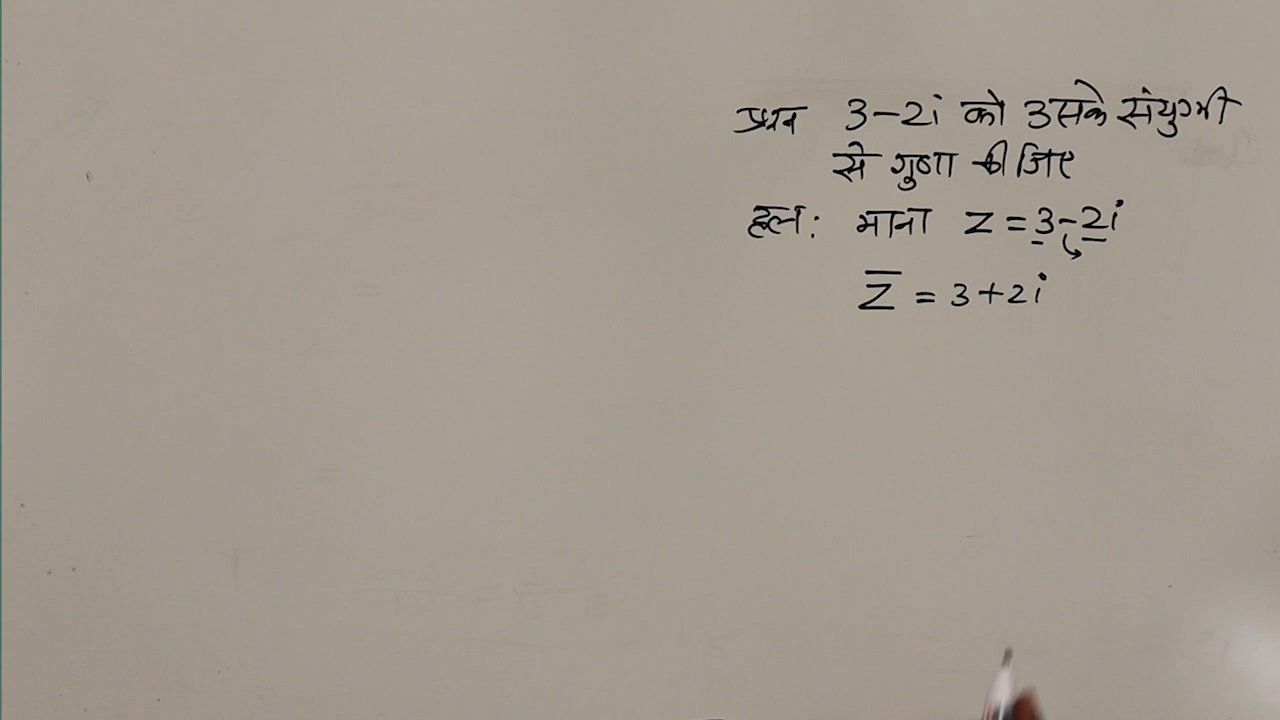 प्रश्न 3-2i को उसके संयुग्मी
से गुणा कीजिए
हल: माना z = 3-2i
z̅ = 3+2i